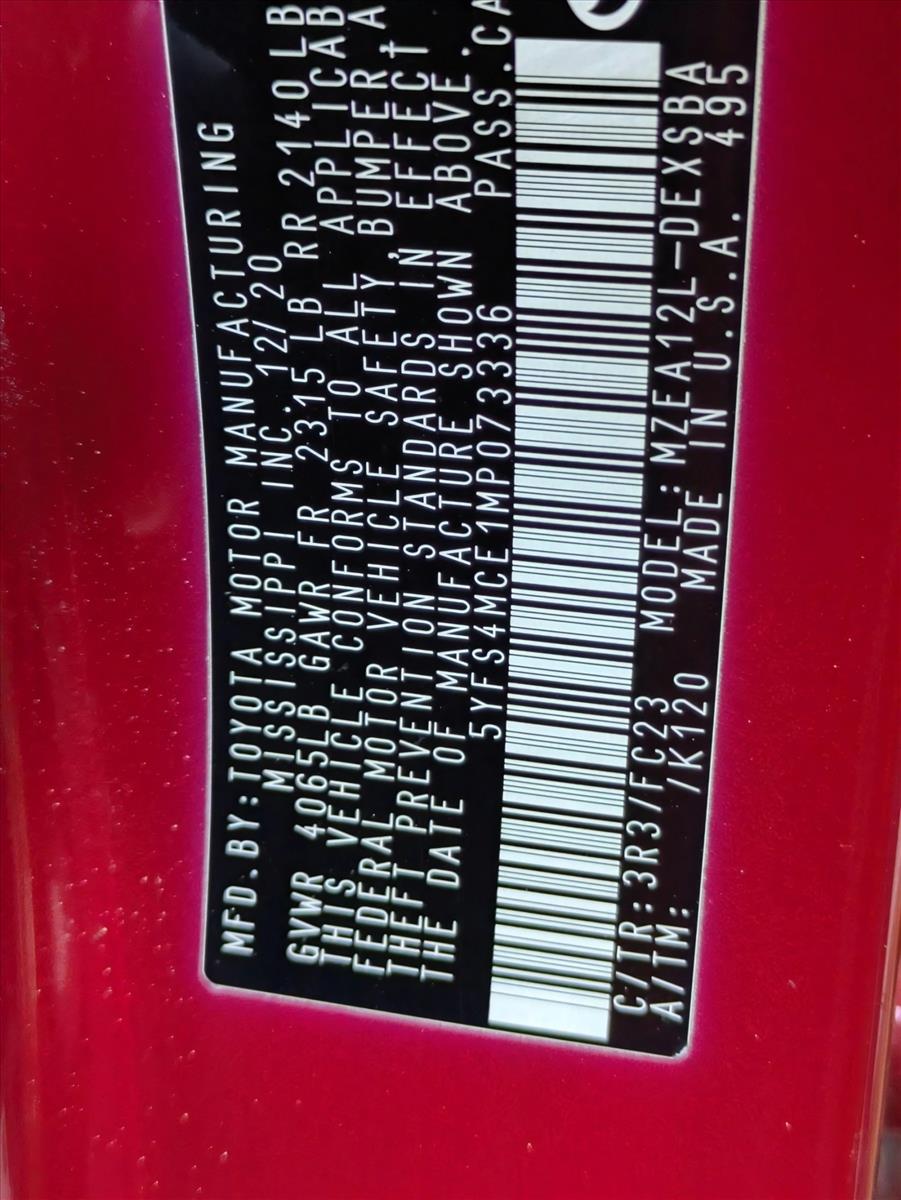 MFD.BY:TOYOTA MOTOR MANUFACTURING
MISSISSIPPI INC. 12/20
GVWR 4065LB GAWR FR 2315 LB RR 2140LB
THIS VEHICLE CONFORMS TO ALL APPLICAB
FEDERAL MOTOR VEHICLE SAFETY,BUMPER,A
THEFT PREVENTION STANDARDS IN EFFECT
THE DATE OF MANUFACTURE SHOWN ABOVE.
5YFS4MCE1MP073336 PASS.CA
C/TR:3R3/FC23 MODEL:MZEA12L-DEXSBA
A/TM: /K120 MADE IN U.S.A. 495